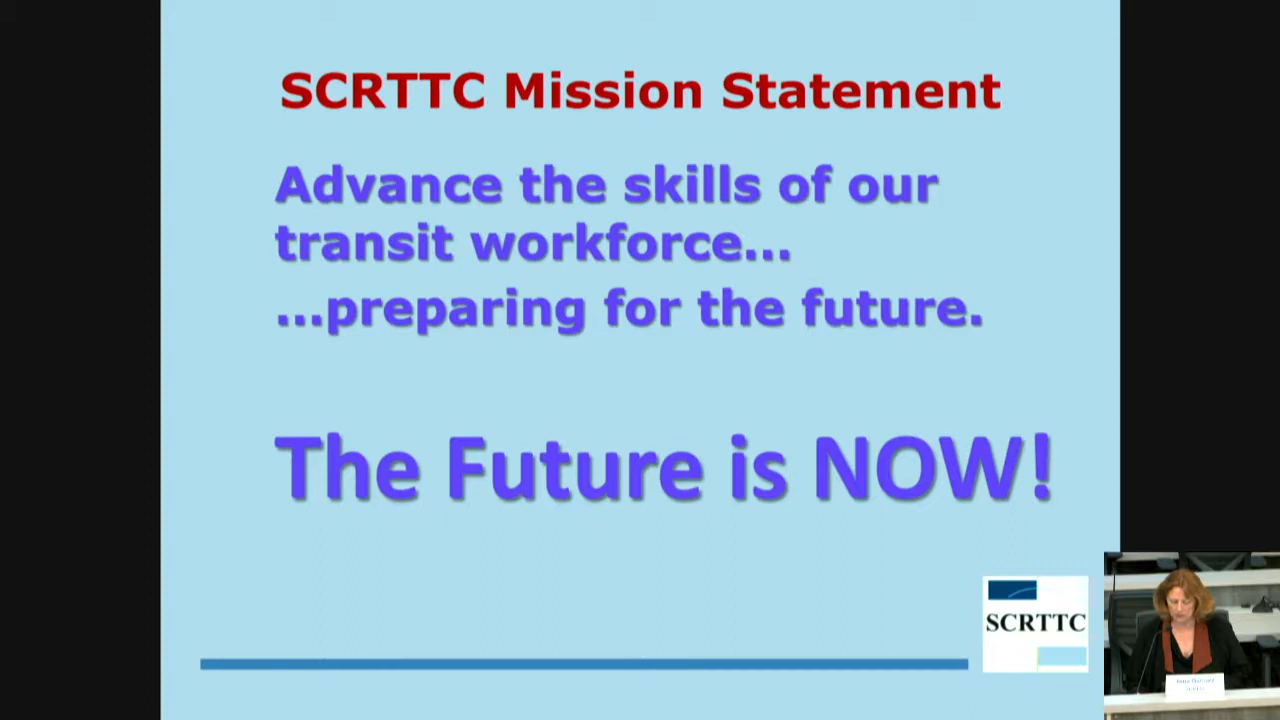 SCRTTC Mission Statement
Advance the skills of our
transit workforce...
...preparing for the future.
The Future is NOW!
SCRTTC